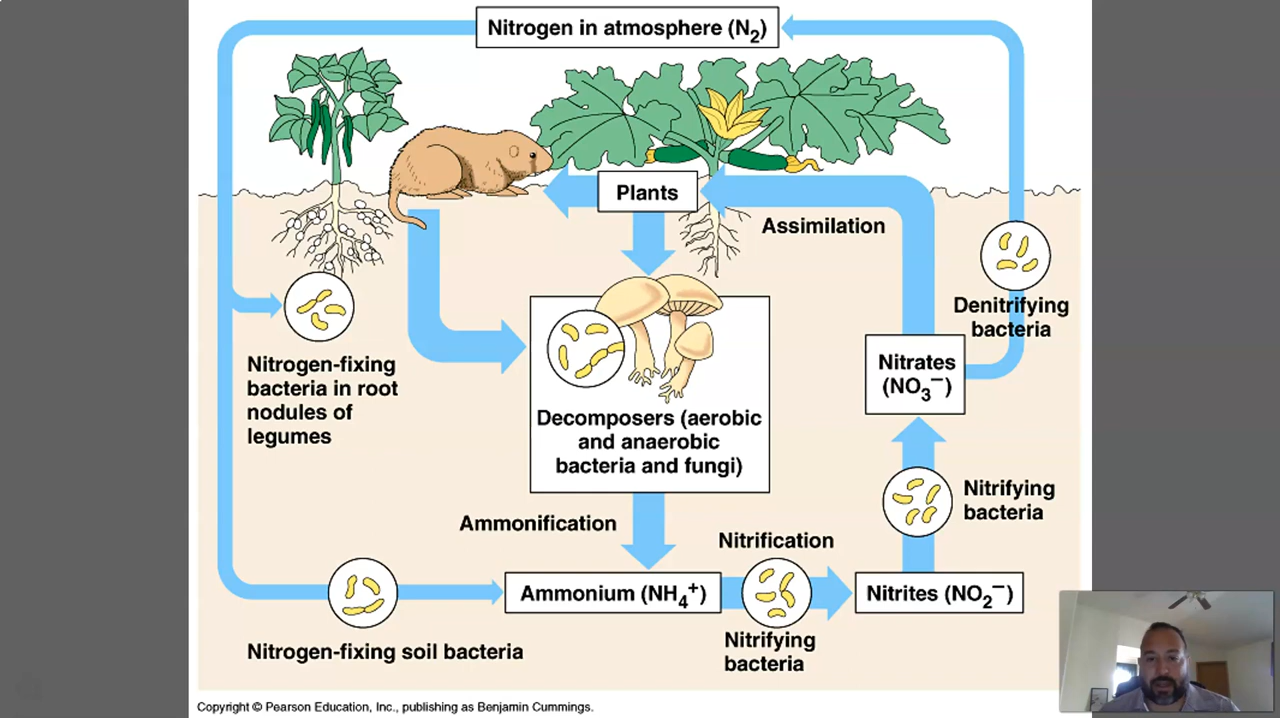 Nitrogen in atmosphere (N₂)
Plants
Assimilation
Denitrifying
bacteria
Nitrogen-fixing
bacteria in root
nodules of
legumes
Nitrates
(NO₃⁻)
Decomposers (aerobic
and anaerobic
bacteria and fungi)
Nitrifying
bacteria
Ammonification
Nitrification
Ammonium (NH₄⁺)
Nitrites (NO₂⁻)
Nitrifying
bacteria
Nitrogen-fixing soil bacteria
Copyright © Pearson Education, Inc., publishing as Benjamin Cummings.